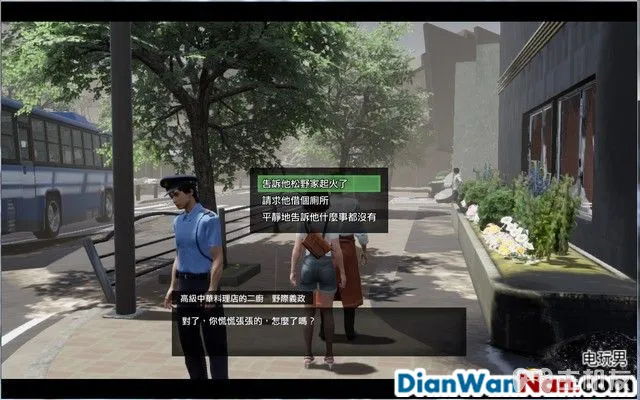 告訴他松野家起火了
請求他借個廁所
平靜地告訴他什麼事都沒有
高級中華料理店的二廚 野際義政
對了，你慌慌張張的，怎麼了嗎？
电玩男
DianWanNan.com